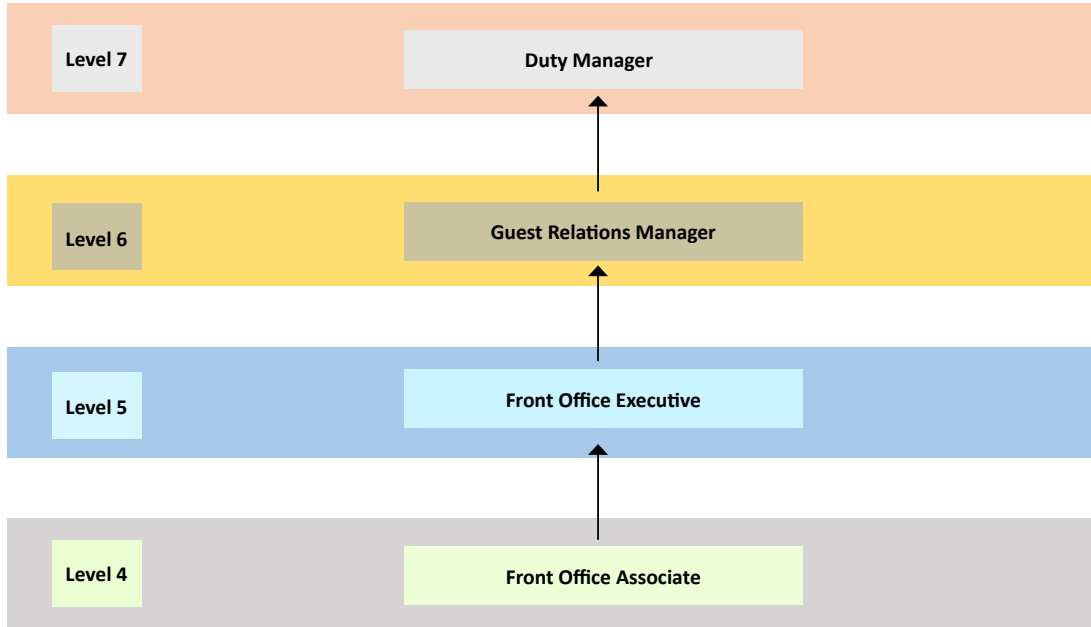 Level 7
Duty Manager
Level 6
Guest Relations Manager
Level 5
Front Office Executive
Level 4
Front Office Associate